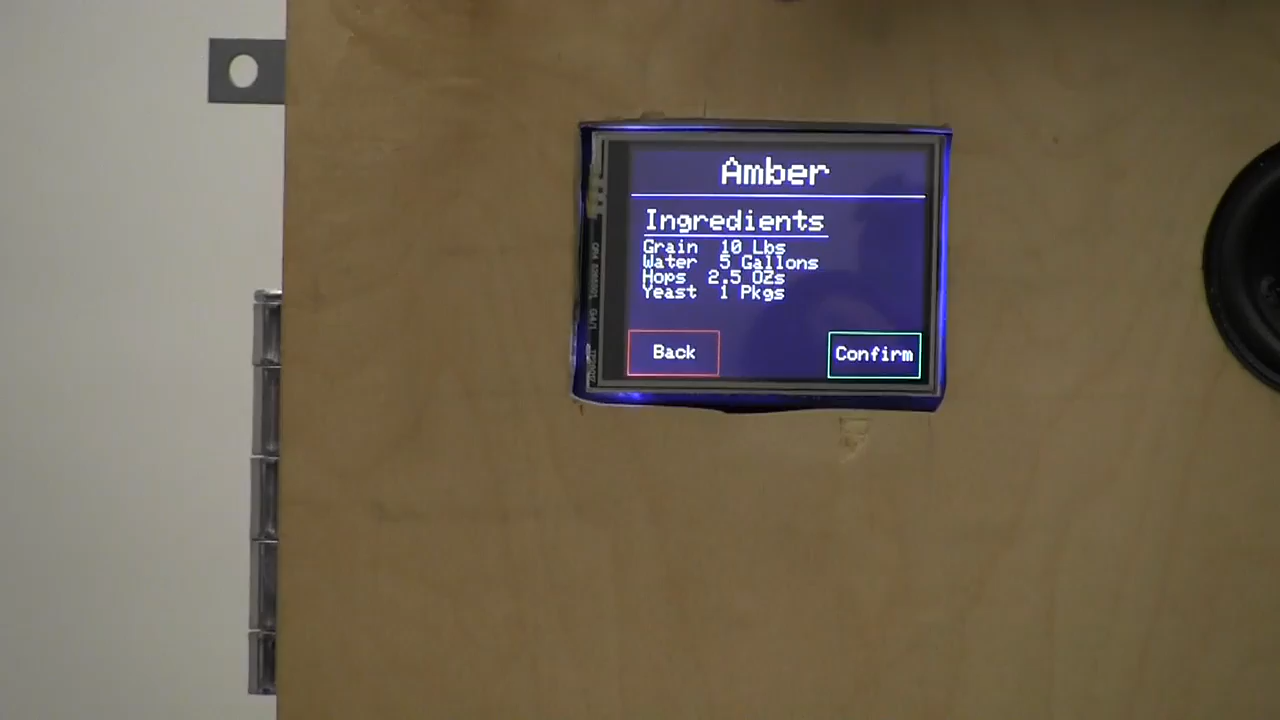 Amber
Ingredients
Grain 10 Lbs
Water 5 Gallons
Hops 2.5 OZs
Yeast 1 Pkgs
Back
Confirm